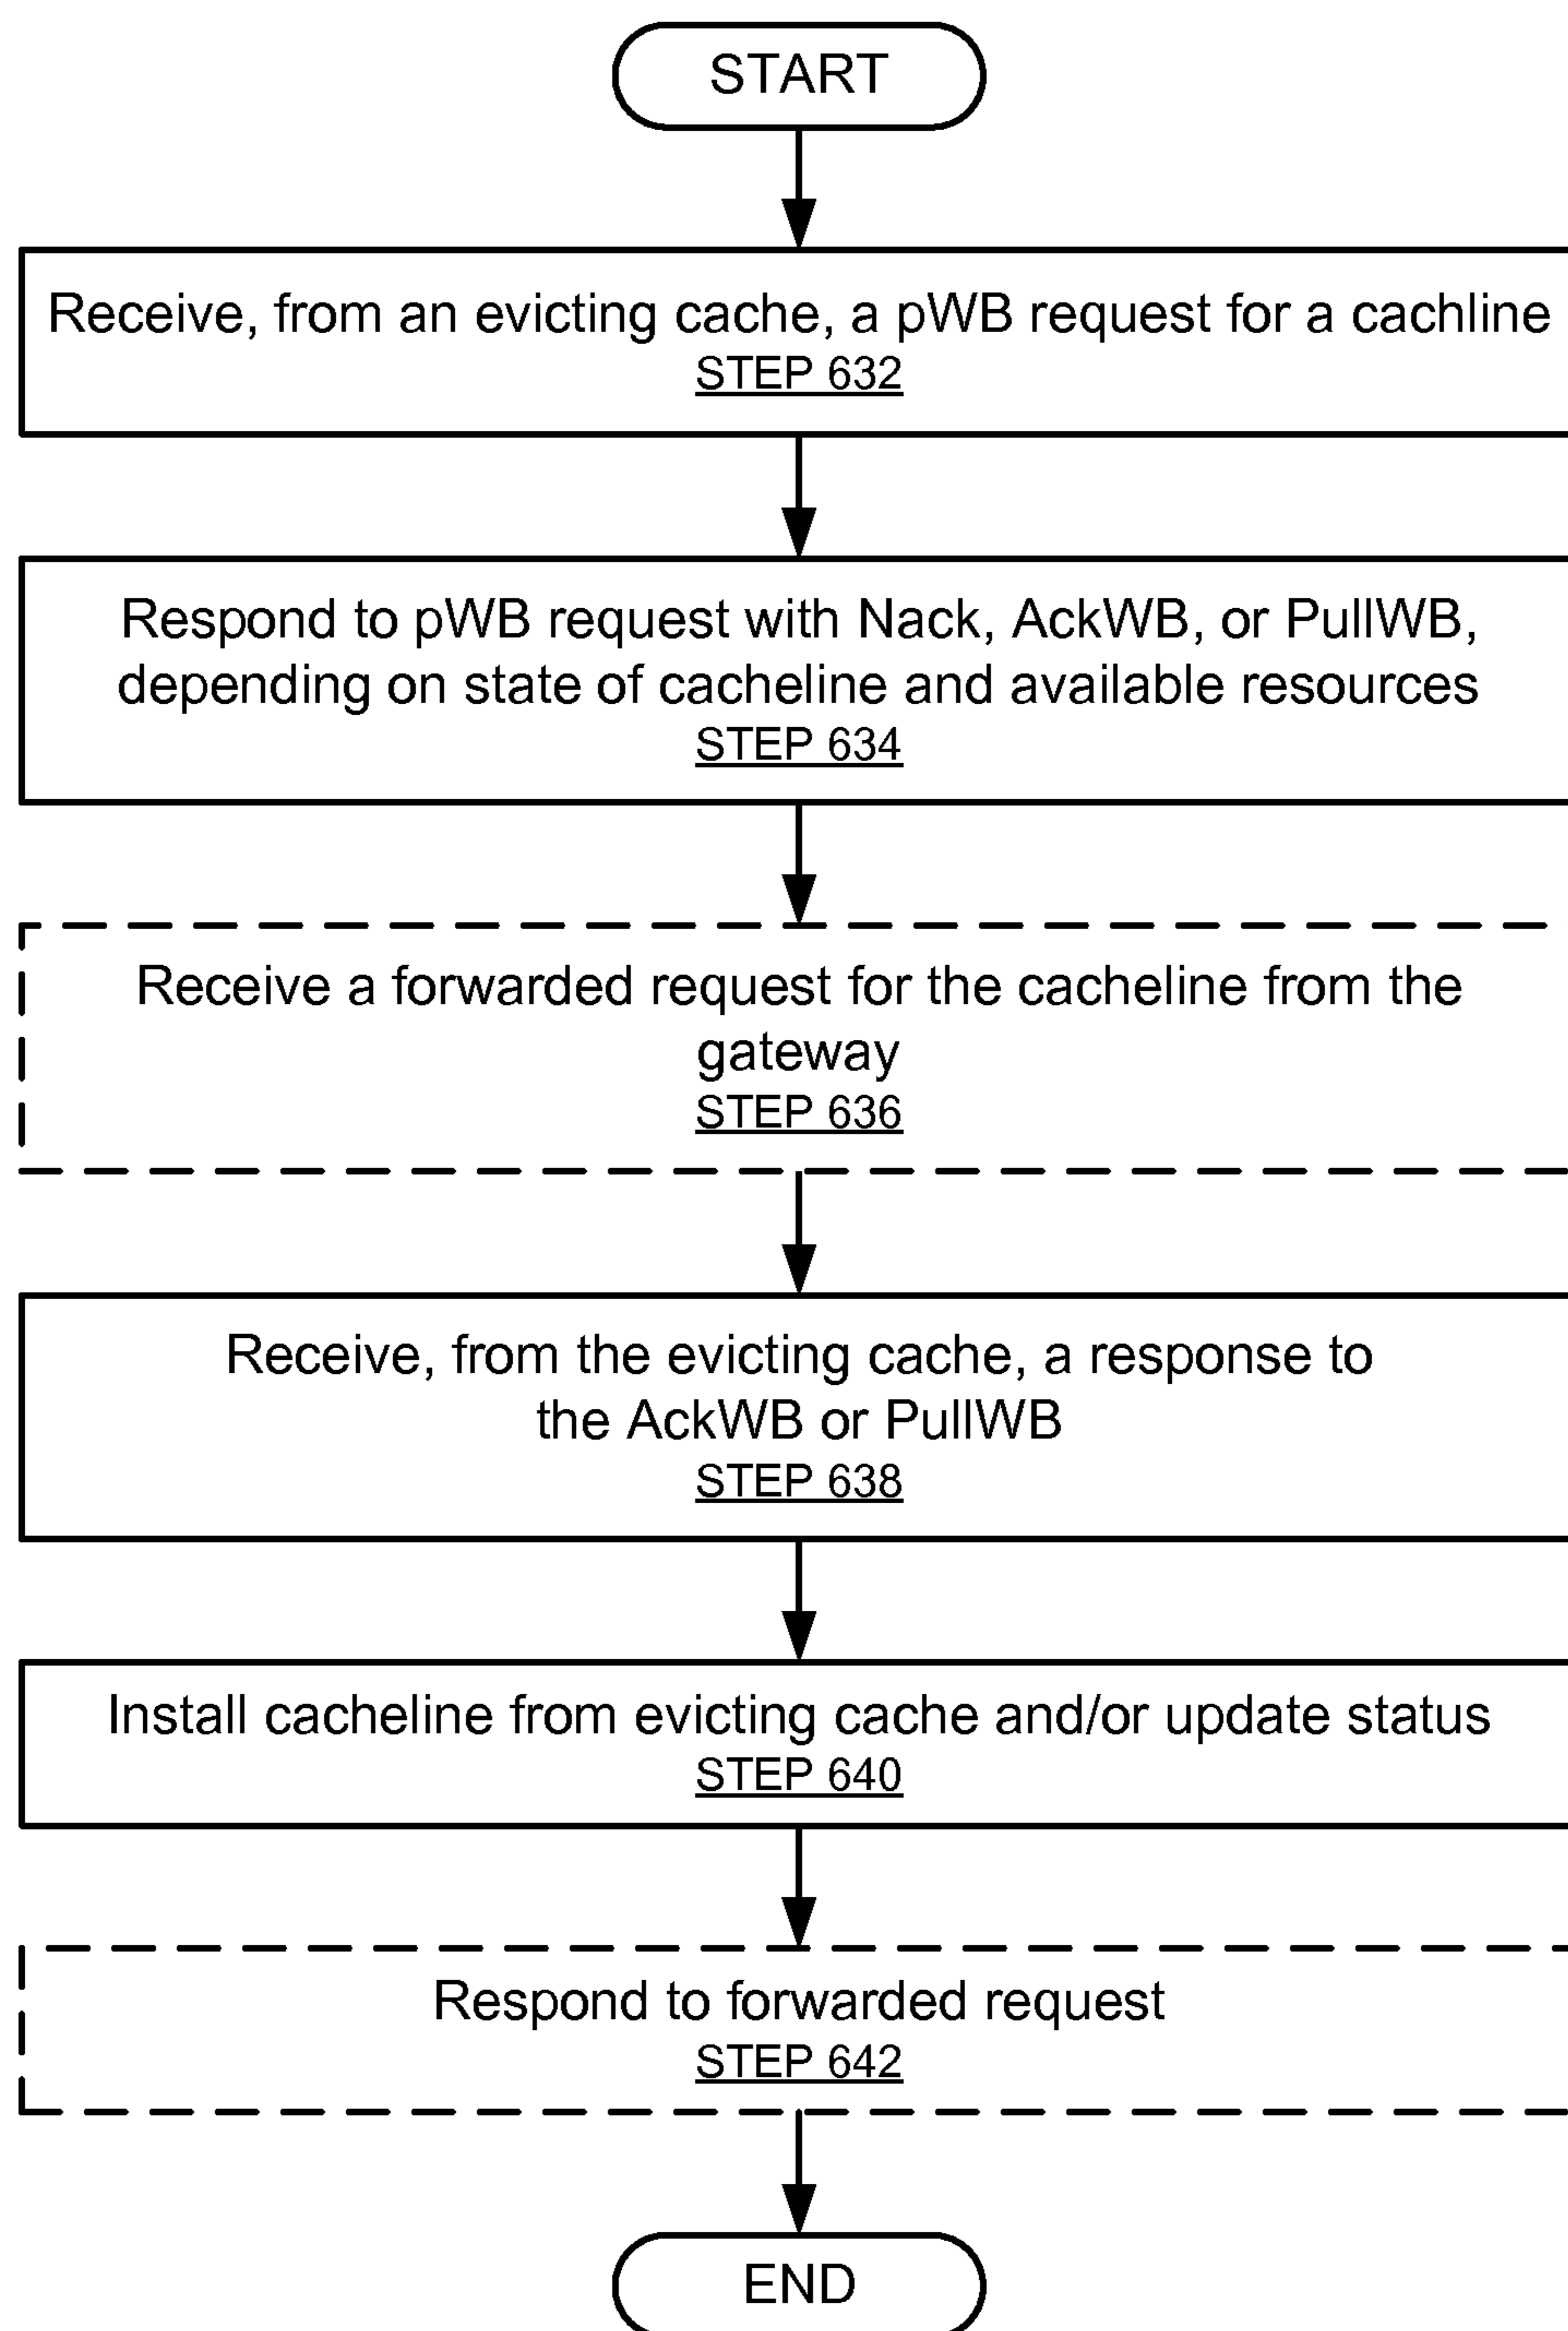 START
Receive, from an evicting cache, a pWB request for a cachline
STEP 632
Respond to pWB request with Nack, AckWB, or PullWB,
depending on state of cacheline and available resources
STEP 634
Receive a forwarded request for the cacheline from the
gateway
STEP 636
Receive, from the evicting cache, a response to
the AckWB or PullWB
STEP 638
Install cacheline from evicting cache and/or update status
STEP 640
Respond to forwarded request
STEP 642
END